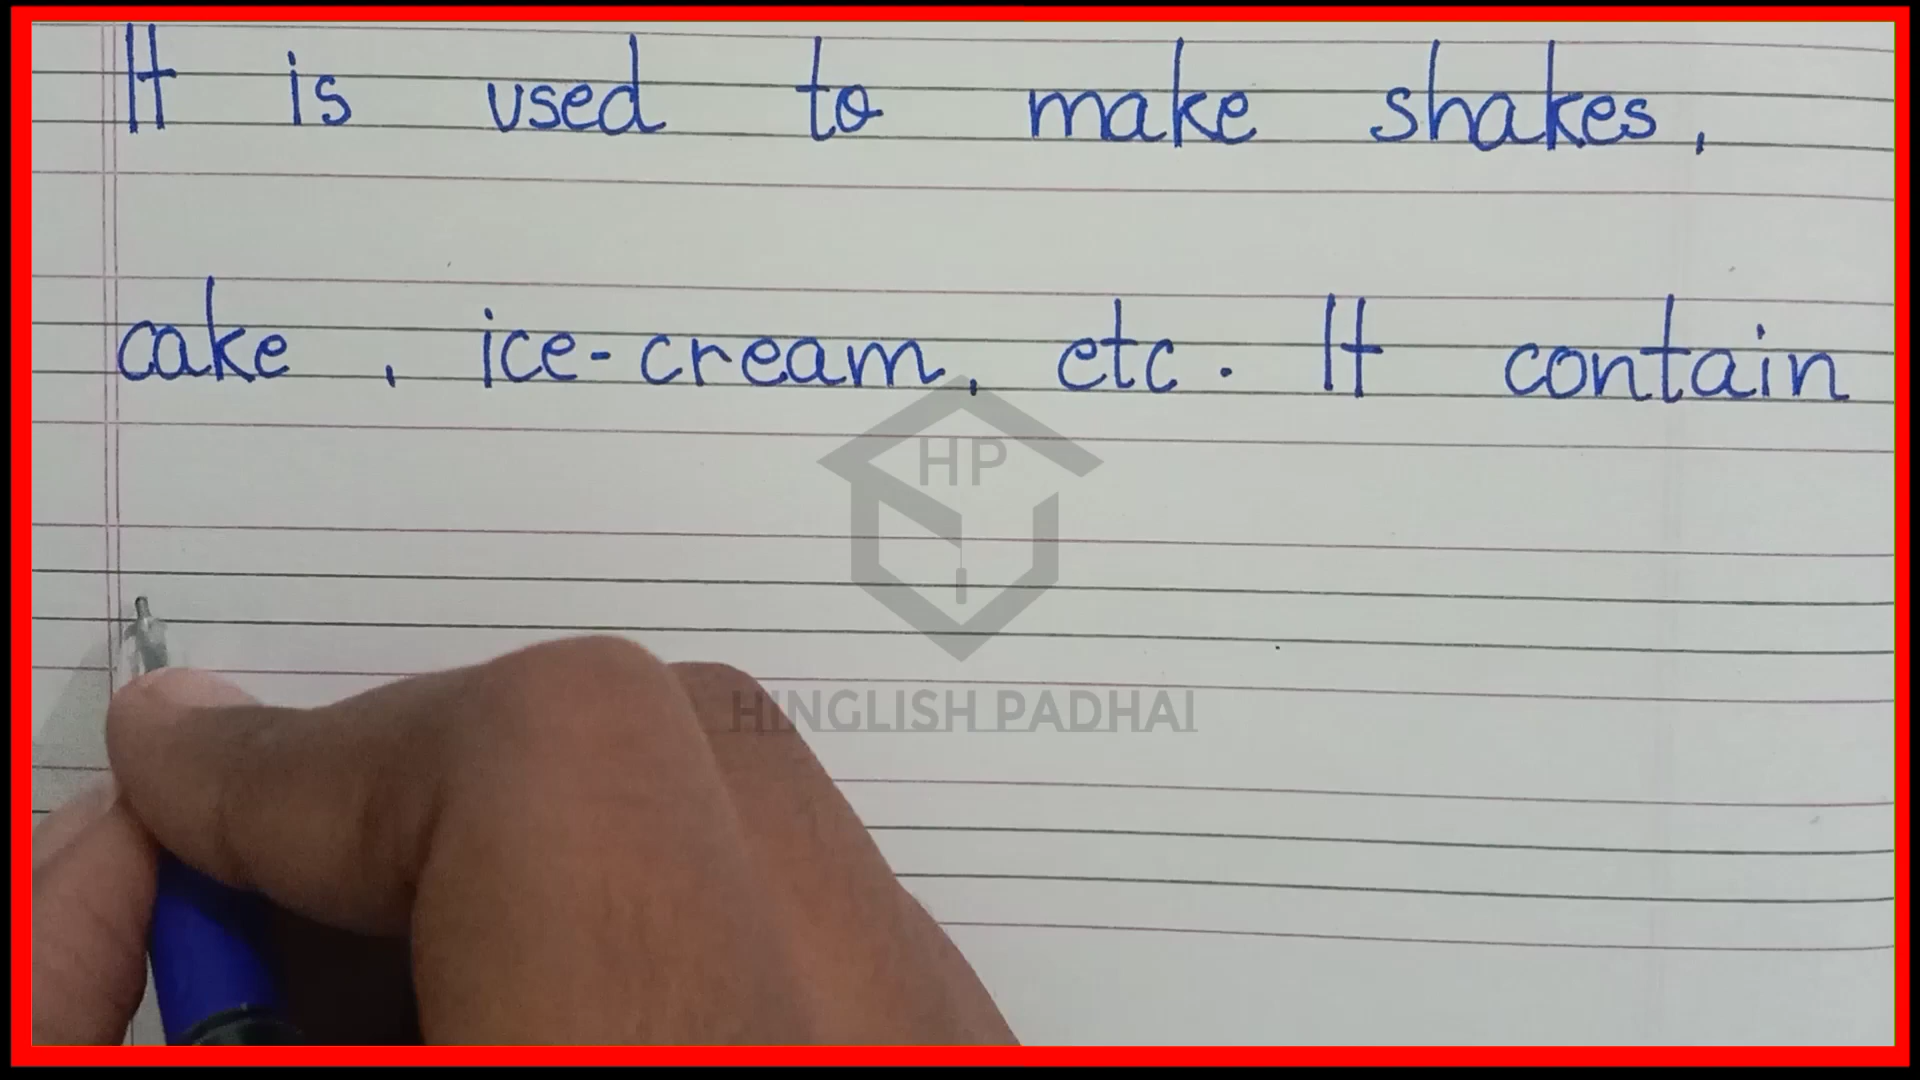 It is used to make shakes,
cake , ice-cream, etc. It contain
HP
HINGLISH PADHAI